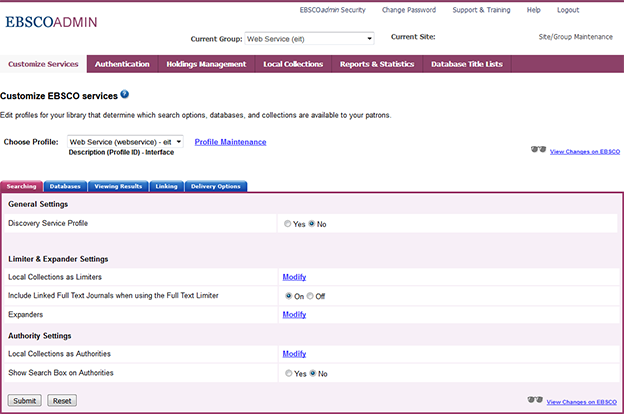 EBSCOadmin Security Change Password Support & Training Help Logout
EBSCOADMIN
Current Group: Web Service (eit) Current Site: Site/Group Maintenance
Customize Services Authentication Holdings Management Local Collections Reports & Statistics Database Title Lists
Customize EBSCO services ?
Edit profiles for your library that determine which search options, databases, and collections are available to your patrons.
Choose Profile: Web Service (webservice) - eit Profile Maintenance
Description (Profile ID) - Interface
View Changes on EBSCO
Searching Databases Viewing Results Linking Delivery Options
General Settings
Discovery Service Profile Yes No
Limiter & Expander Settings
Local Collections as Limiters Modify
Include Linked Full Text Journals when using the Full Text Limiter On Off
Expanders Modify
Authority Settings
Local Collections as Authorities Modify
Show Search Box on Authorities Yes No
Submit Reset View Changes on EBSCO